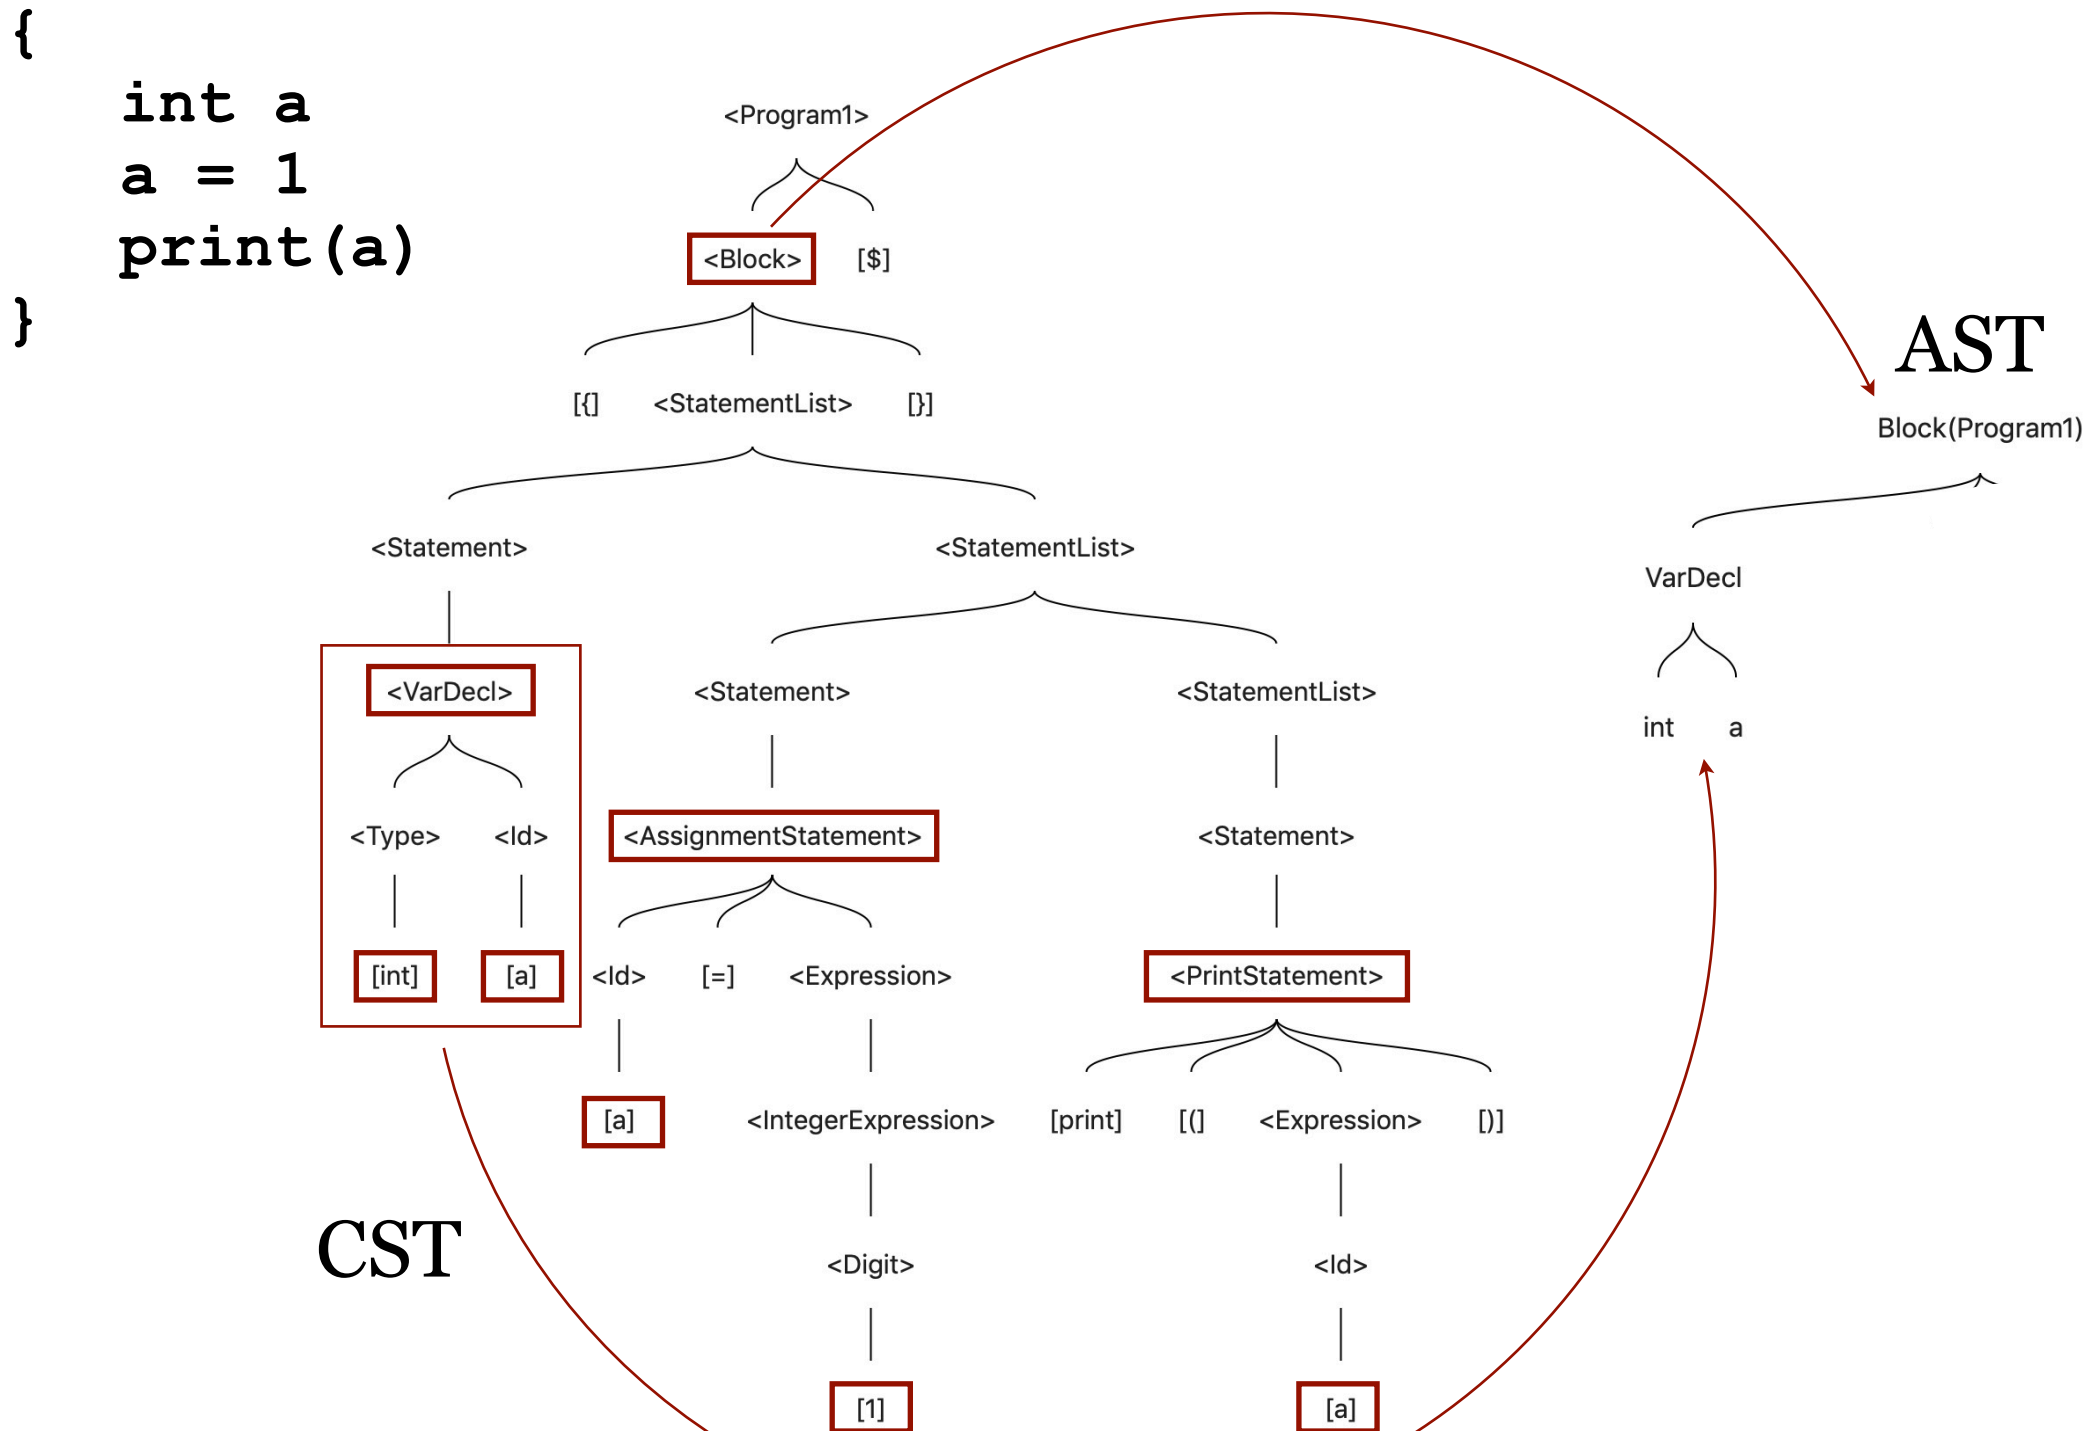 {
int a
a = 1
print(a)
}
<Program1>
<Block> [$]
[{] <StatementList> [}]
<Statement> <StatementList>
<VarDecl> <Statement> <StatementList>
<Type> <Id> <AssignmentStatement> <Statement>
[int] [a] <Id> [=] <Expression> <PrintStatement>
[a] <IntegerExpression> [print] [(] <Expression> [)]
<Digit> <Id>
[1] [a]
CST
AST
Block(Program1)
VarDecl
int a